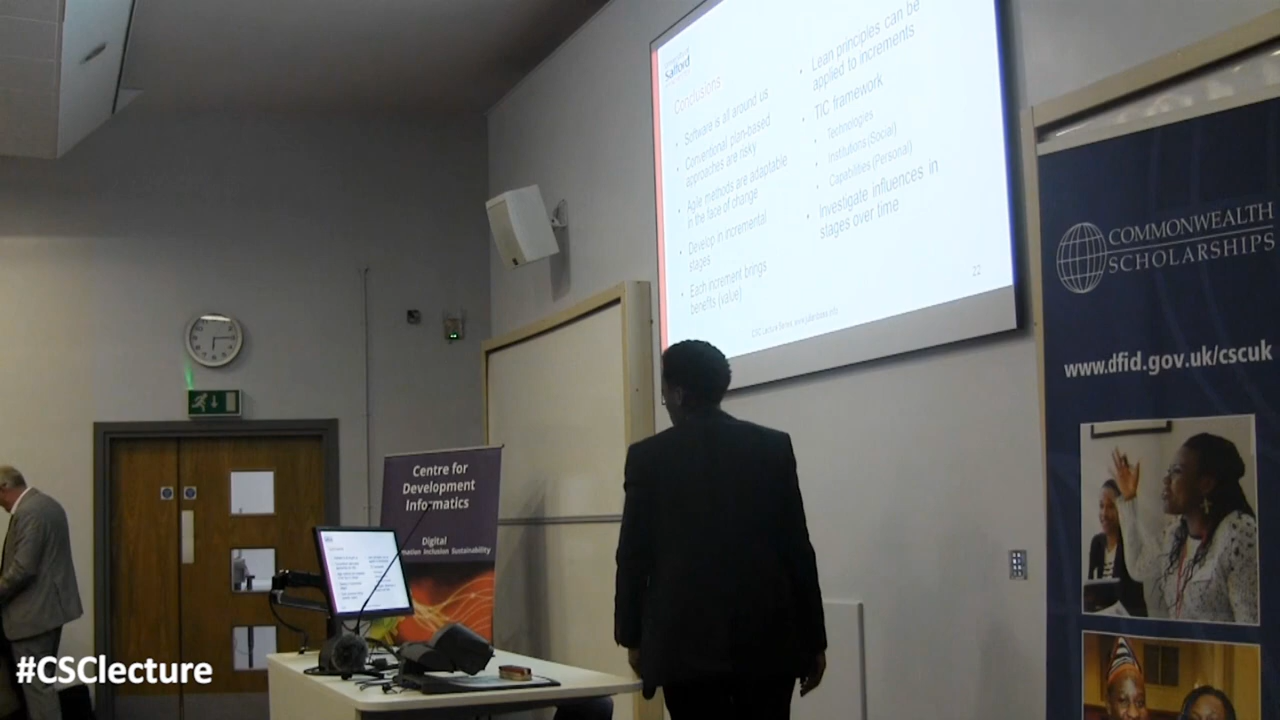 Salford
Conclusions
Software is all around us
Conventional plan-based
approaches are risky
Agile methods are adaptable
in the face of change
Develop in incremental
stages
Each increment brings
benefits (value)
Lean principles can be
applied to increments
TIC framework
Technologies
Institutions (Social)
Capabilities (Personal)
Investigate influences in
stages over time
22
COMMONWEALTH
SCHOLARSHIPS
www.dfid.gov.uk/cscuk
Centre for
Development
Informatics
Digital
Inclusion Sustainability
#CSClecture